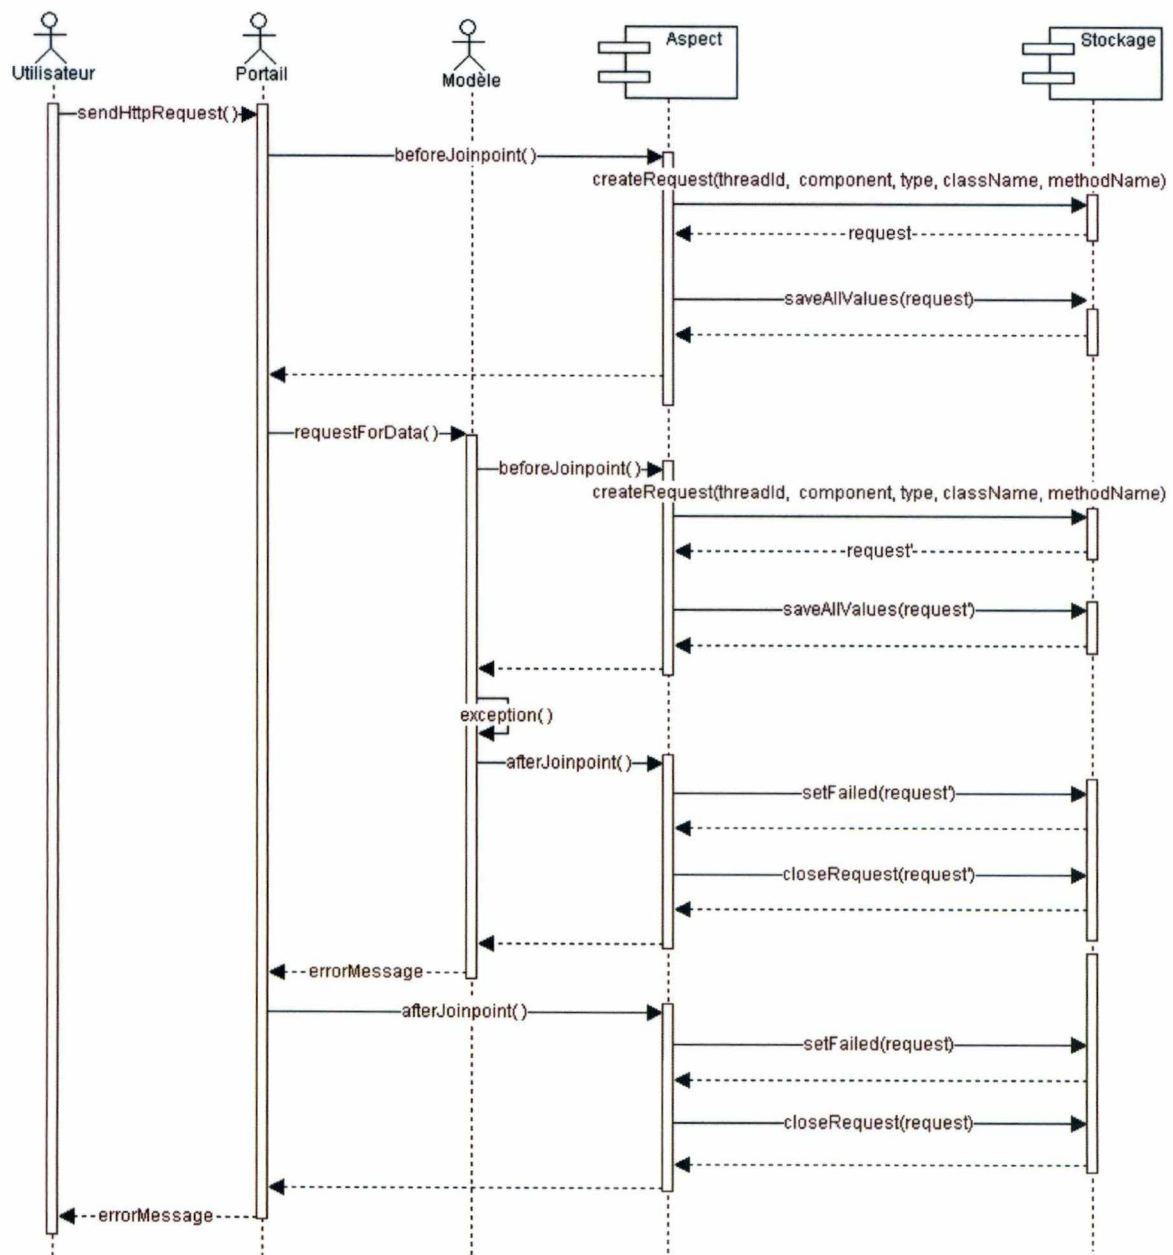 Utilisateur
Portail
Modèle
Aspect
Stockage
sendHttpRequest()
beforeJoinpoint()
createRequest(threadId, component, type, className, methodName)
request
saveAllValues(request)
requestForData()
beforeJoinpoint()
createRequest(threadId, component, type, className, methodName)
request'
saveAllValues(request')
exception()
afterJoinpoint()
setFailed(request')
closeRequest(request')
errorMessage
afterJoinpoint()
setFailed(request)
closeRequest(request)
errorMessage